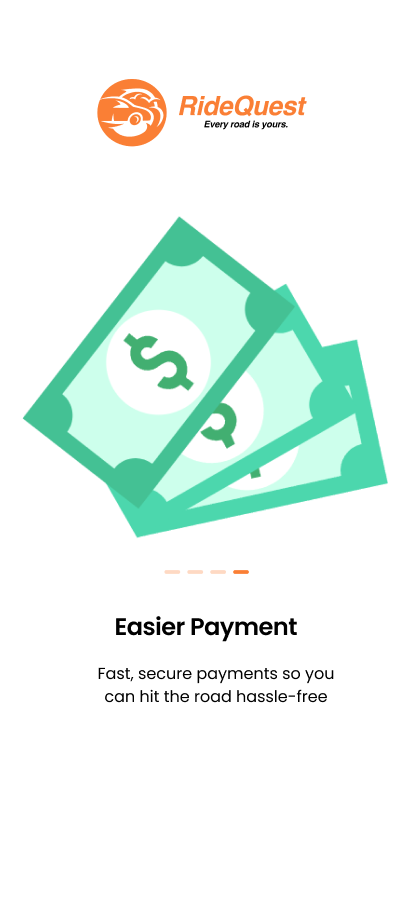 RideQuest
Every road is yours.
$
Easier Payment
Fast, secure payments so you
can hit the road hassle-free